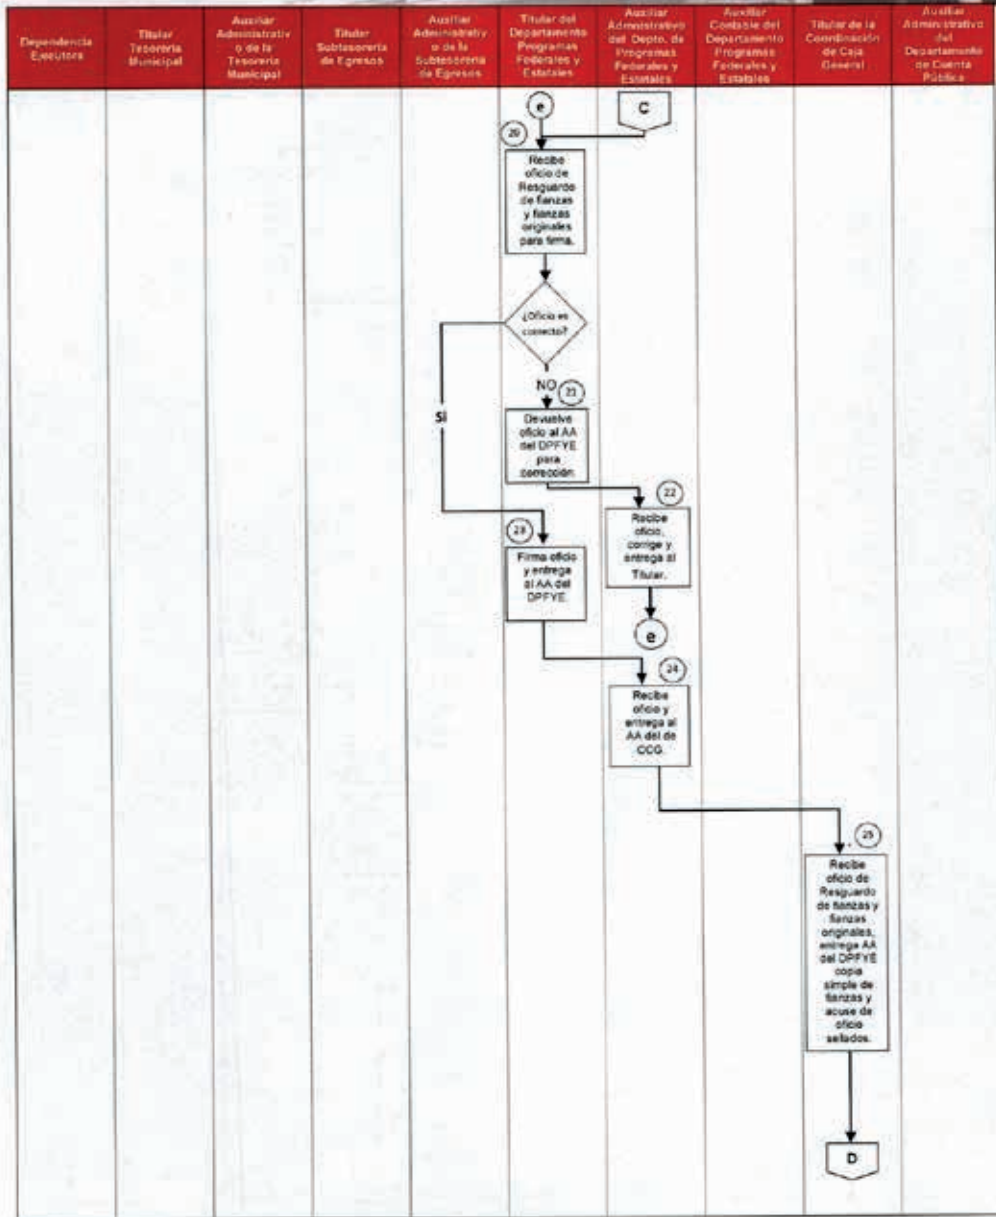 Dependencia
Ejecutora
Titular
Tesorería
Municipal
Auxiliar
Administrativ
o de la
Tesorería
Municipal
Titular
Subtesorería
de Egresos
Auxiliar
Administrativ
o de la
Subtesorería
de Egresos
Titular del
Departamento
Programas
Federales y
Estatales
Auxiliar
Administrativo
del Depto. de
Programas
Federales y
Estatales
Auxiliar
Contable del
Departamento
Programas
Federales y
Estatales
Titular de la
Coordinación
de Caja
General
Auxiliar
Administrativo
del
Departamento
de Cuenta
Pública
e
C
20
Recibe
oficio de
Resguardo
de fianzas
y fianzas
originales
para firma.
¿Oficio es
correcto?
NO
21
Si
Devuelve
oficio al AA
del DPFYE
para
corrección.
22
Recibe
oficio,
corrige y
entrega al
Titular.
23
Firma oficio
y entrega
al AA del
DPFYE.
e
24
Recibe
oficio y
entrega al
AA del de
CCG.
25
Recibe
oficio de
Resguardo
de fianzas y
fianzas
originales,
entrega AA
del DPFYE
copia
simple de
fianzas y
acuse de
oficio
sellados.
D